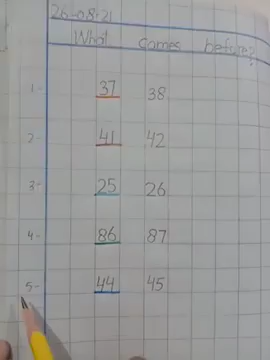 26-08-21
What comes before?
1- 37 38
2- 41 42
3- 25 26
4- 86 87
5- 44 45